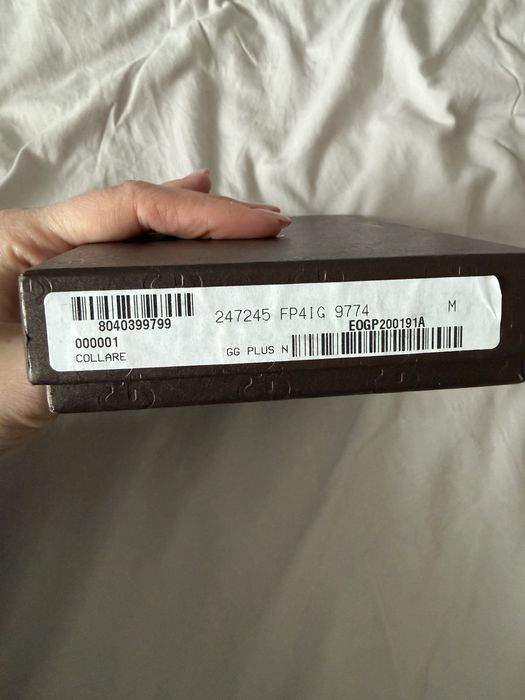 8040399799
000001
COLLARE
247245 FP4IG 9774 M
EOGP200191A
GG PLUS N